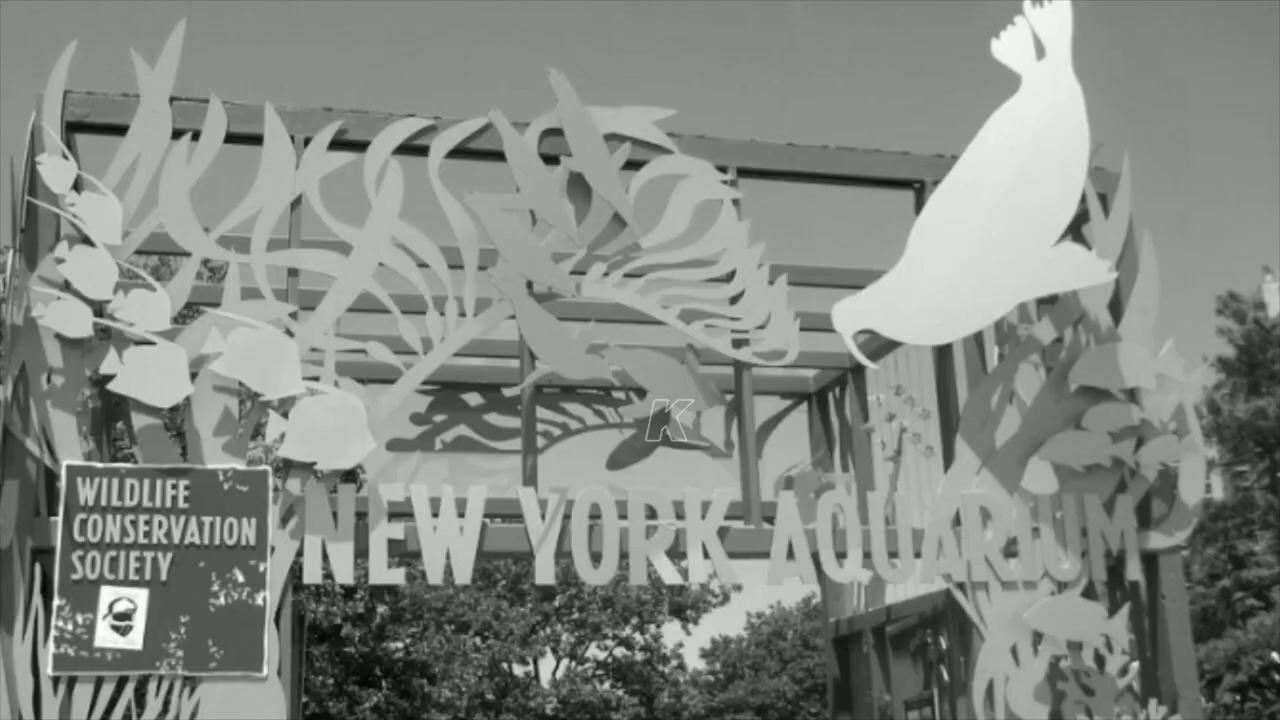 WILDLIFE
CONSERVATION
SOCIETY
NEW YORK AQUARIUM
K